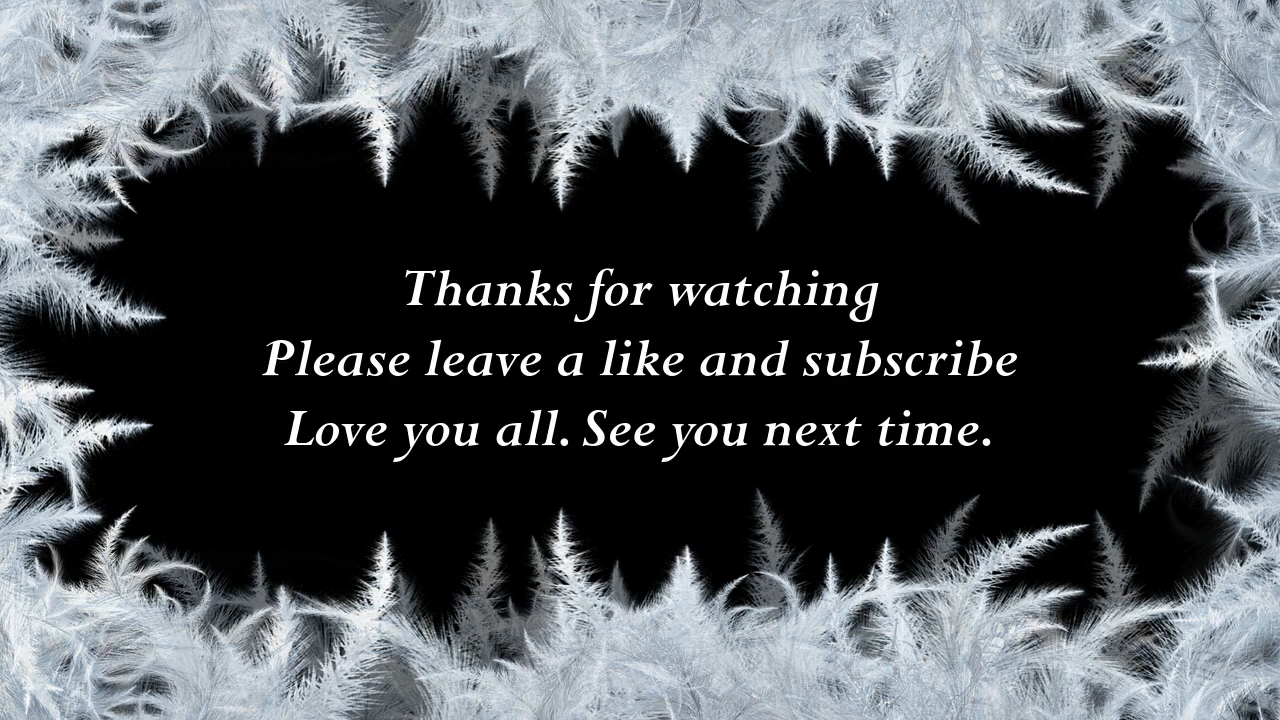 Thanks for watching
Please leave a like and subscribe
Love you all. See you next time.